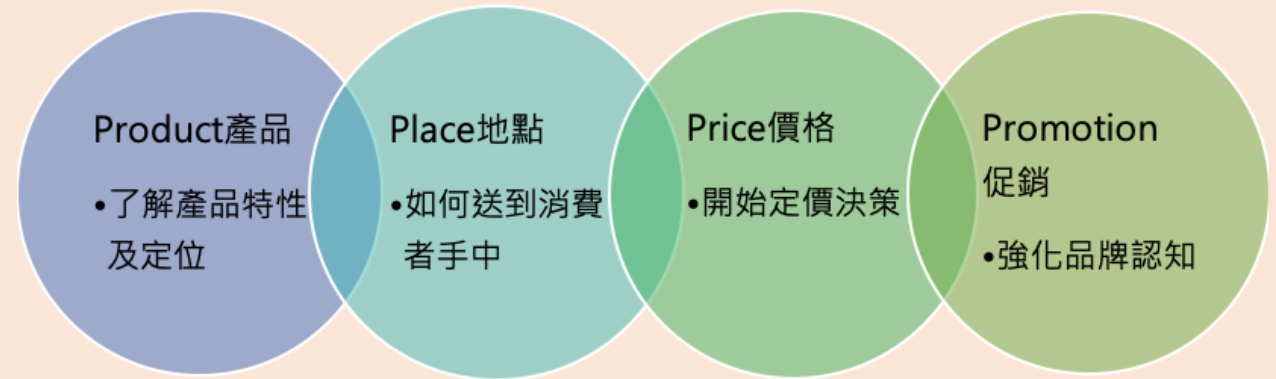 Product產品
•了解產品特性
及定位
Place地點
•如何送到消費
者手中
Price價格
•開始定價決策
Promotion
促銷
•強化品牌認知